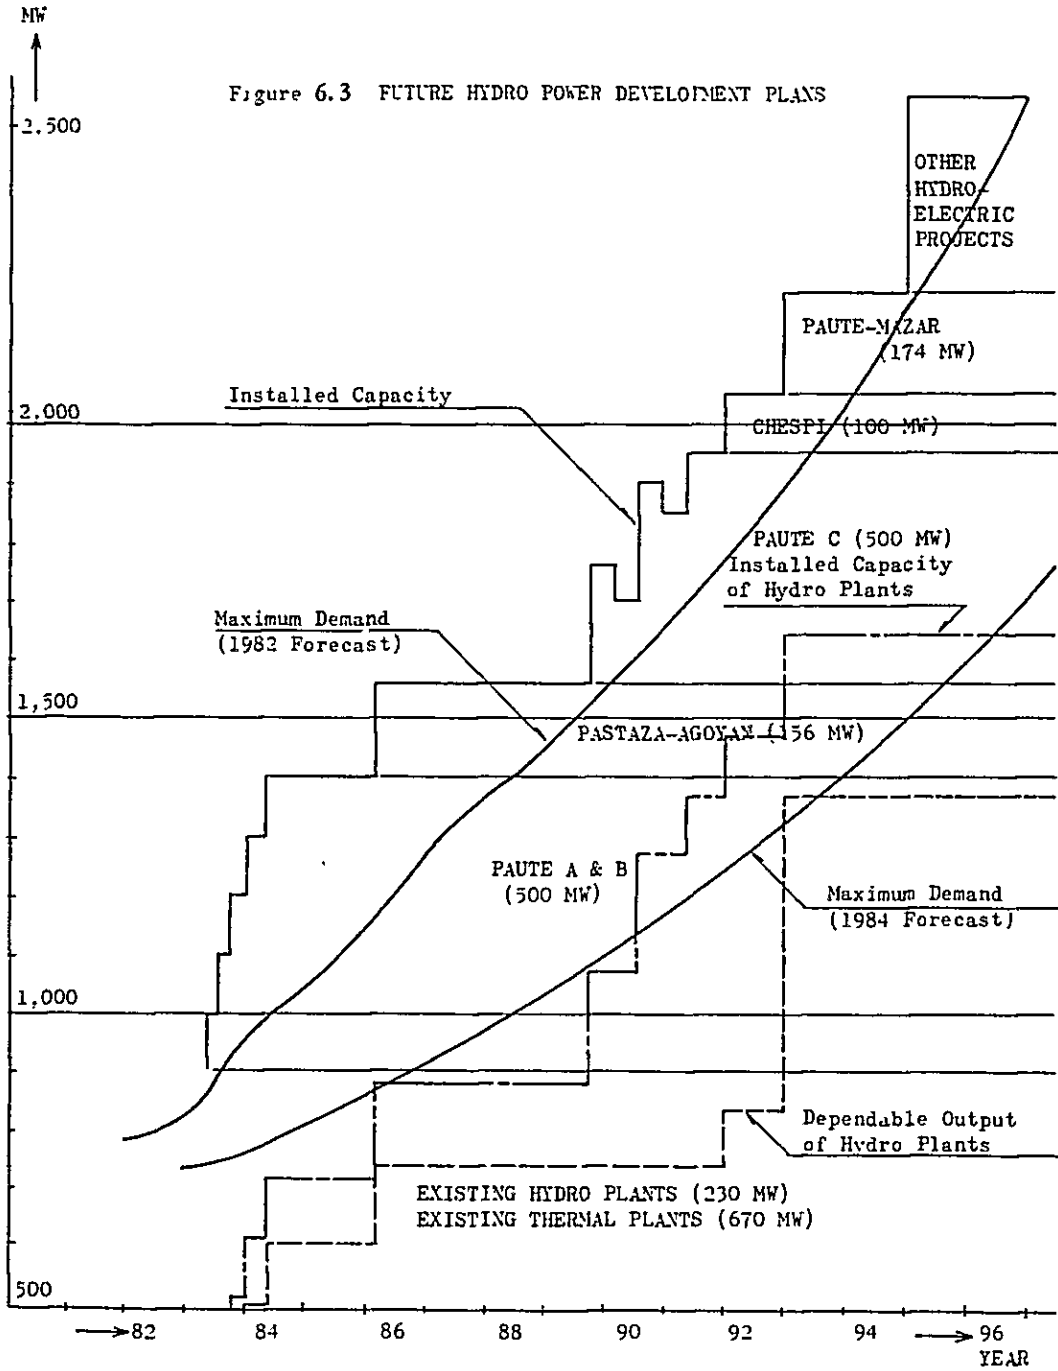 MW
Figure 6.3 FUTURE HYDRO POWER DEVELOPMENT PLANS
2,500
OTHER
HYDRO-
ELECTRIC
PROJECTS
PAUTE-MAZAR
(174 MW)
Installed Capacity
2,000
CHESPI (100 MW)
PAUTE C (500 MW)
Installed Capacity
of Hydro Plants
Maximum Demand
(1982 Forecast)
1,500
PASTAZA-AGOYAN (156 MW)
PAUTE A & B
(500 MW)
Maximum Demand
(1984 Forecast)
1,000
Dependable Output
of Hydro Plants
EXISTING HYDRO PLANTS (230 MW)
EXISTING THERMAL PLANTS (670 MW)
500
82 84 86 88 90 92 94 96
YEAR